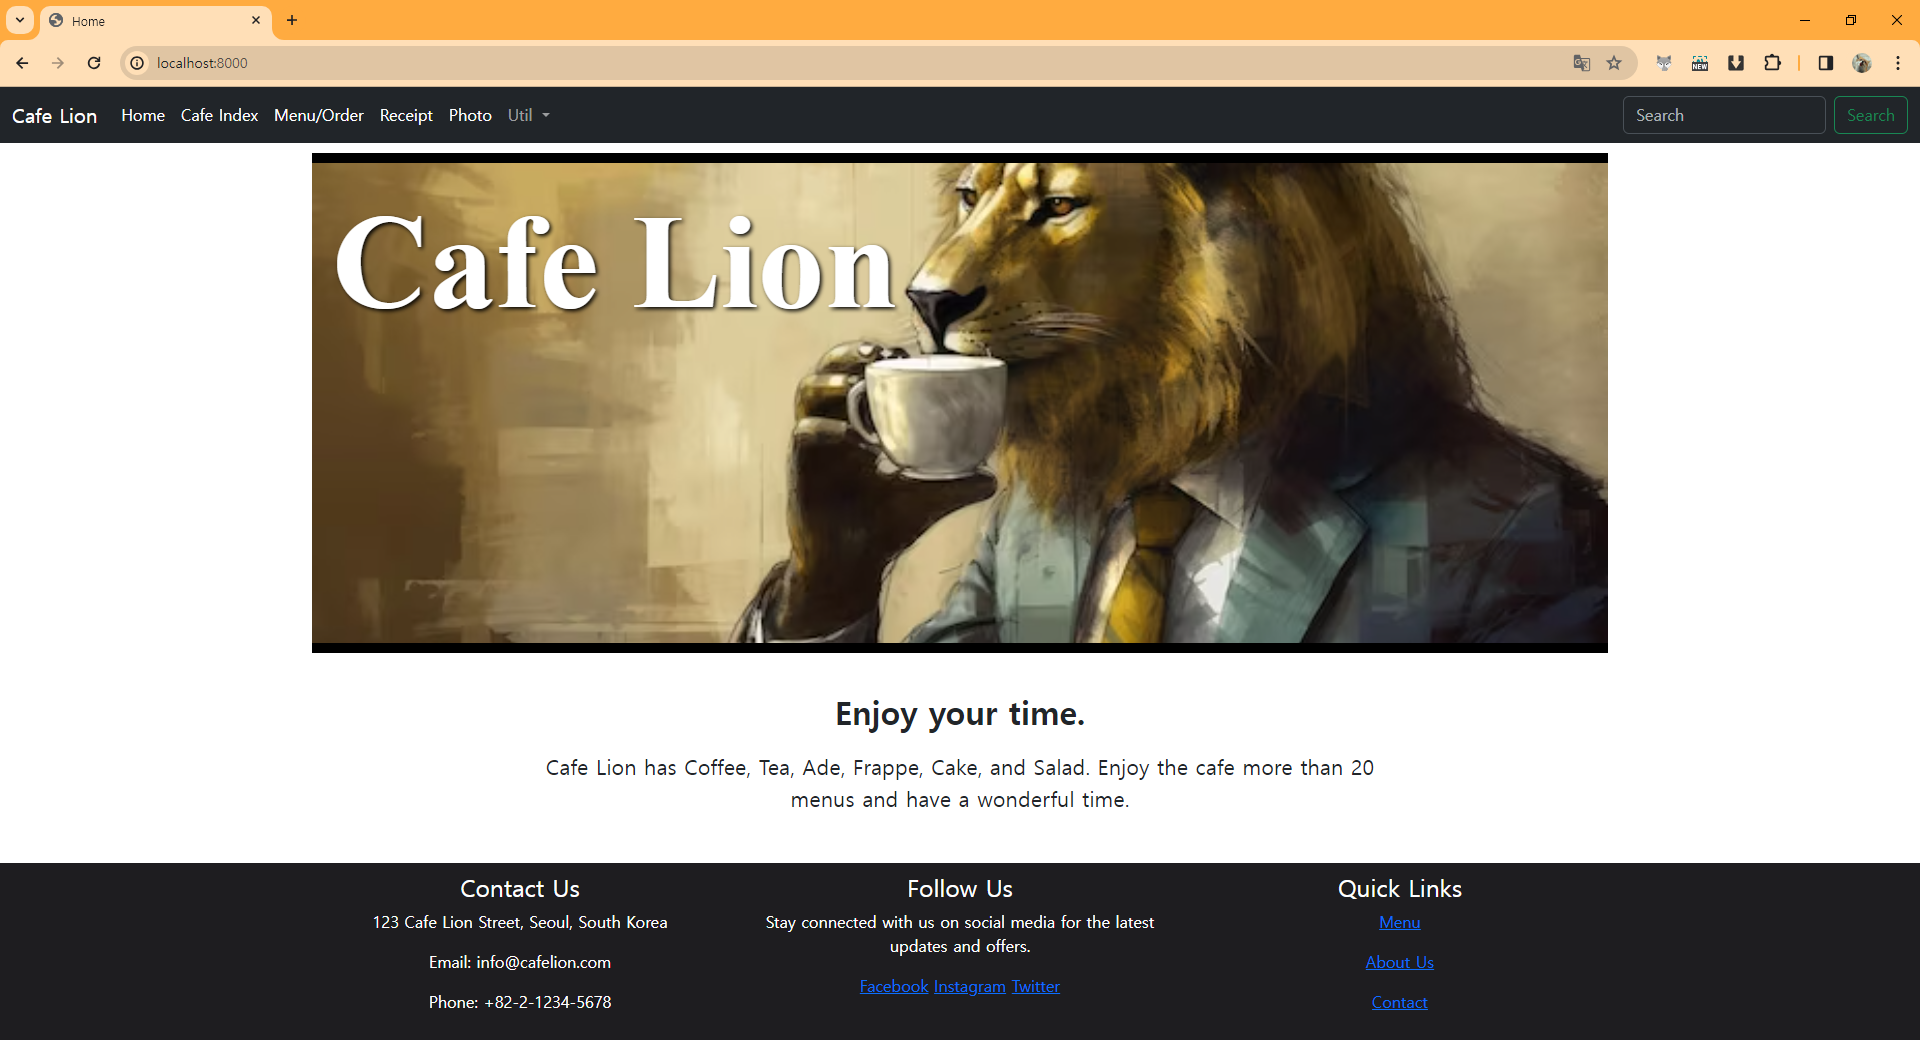 Home
localhost:8000
NEW
Cafe Lion Home Cafe Index Menu/Order Receipt Photo Util Search Search
Cafe Lion
Enjoy your time.
Cafe Lion has Coffee, Tea, Ade, Frappe, Cake, and Salad. Enjoy the cafe more than 20
menus and have a wonderful time.
Contact Us
123 Cafe Lion Street, Seoul, South Korea
Email: info@cafelion.com
Phone: +82-2-1234-5678
Follow Us
Stay connected with us on social media for the latest
updates and offers.
Facebook Instagram Twitter
Quick Links
Menu
About Us
Contact